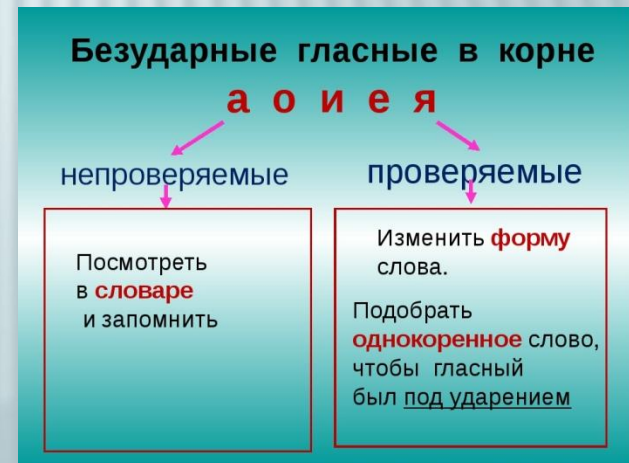 Безударные гласные в корне
а о и е я
непроверяемые
проверяемые
Посмотреть
в словаре
и запомнить
Изменить форму
слова.
Подобрать
однокоренное слово,
чтобы гласный
был под ударением